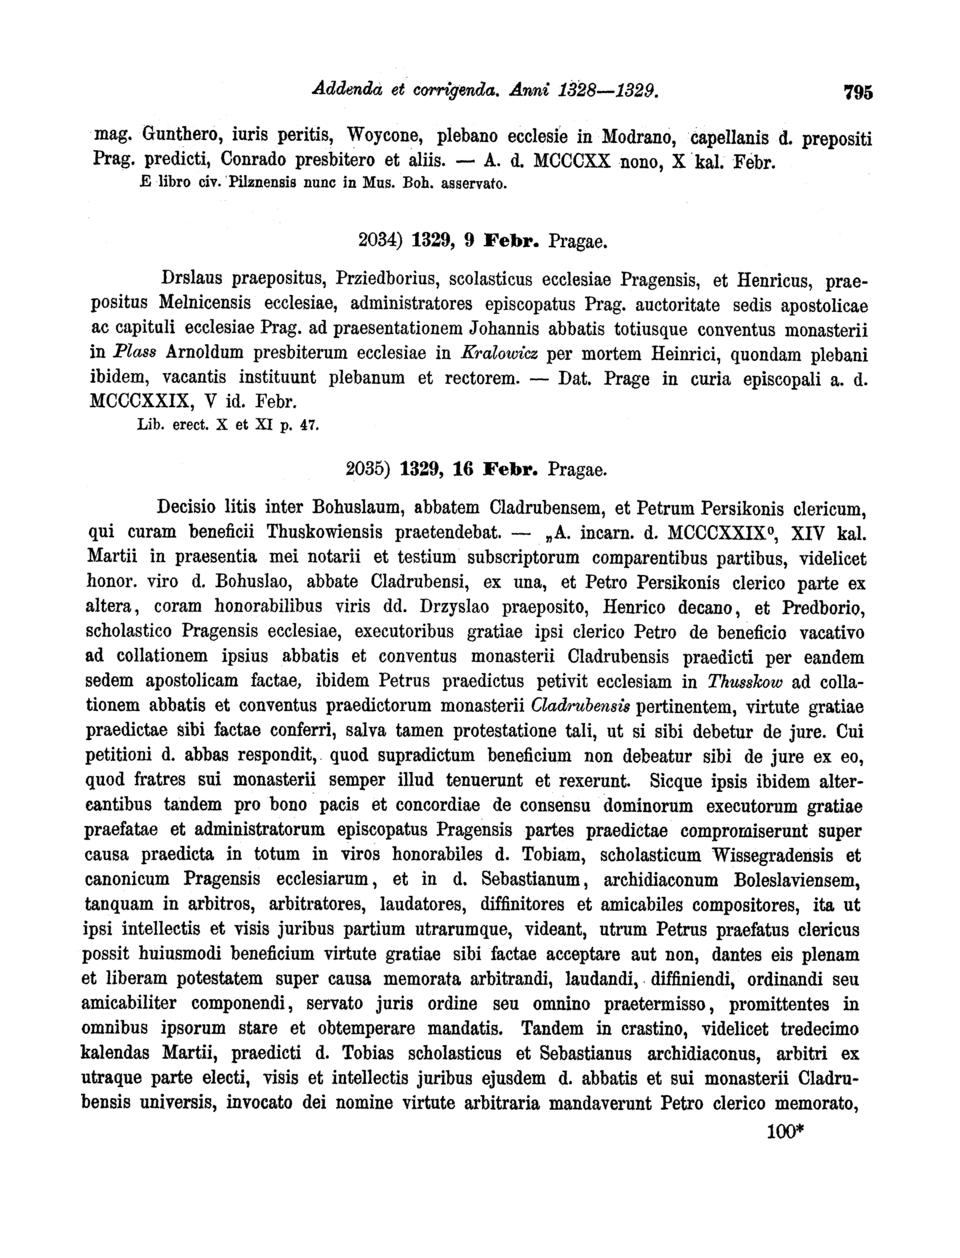 Addenda et corrigenda. Anni 1328—1329. 795
mag. Gunthero, iuris peritis, Woycone, plebano ecclesie in Modrano, capellanis d. prepositi
Prag. predicti, Conrado presbitero et aliis. — A. d. MCCCXX nono, X kal. Febr.
E libro civ. Pilznensis nunc in Mus. Boh. asservato.
2034) 1329, 9 Febr. Pragae.
Drslaus praepositus, Przedborius, scolasticus ecclesiae Pragensis, et Henricus, prae-
positus Melnicensis ecclesiae, administratores episcopatus Prag. auctoritate sedis apostolicae
ac capituli ecclesiae Prag. ad praesentationem Johannis abbatis totiusque conventus monasterii
in Plass Arnoldum presbiterum ecclesiae in Kralowicz per mortem Heinrici, quondam plebani
ibidem, vacantis instituunt plebanum et rectorem. — Dat. Prage in curia episcopali a. d.
MCCCXXIX, V id. Febr.
Lib. erect. X et XI p. 47.
2035) 1329, 16 Febr. Pragae.
Decisio litis inter Bohuslaum, abbatem Cladrubensem, et Petrum Persikonis clericum,
qui curam beneficii Thuskowiensis praetendebat. — „A. incarn. d. MCCCXXIX⁰, XIV kal.
Martii in praesentia mei notarii et testium subscriptorum comparentibus partibus, videlicet
honor. viro d. Bohuslao, abbate Cladrubensi, ex una, et Petro Persikonis clerico parte ex
altera, coram honorabilibus viris dd. Drzyslao praeposito, Henrico decano, et Predborio,
scholastico Pragensis ecclesiae, executoribus gratiae ipsi clerico Petro de beneficio vacativo
ad collationem ipsius abbatis et conventus monasterii Cladrubensis praedicti per eandem
sedem apostolicam factae, ibidem Petrus praedictus petivit ecclesiam in Thusskow ad colla-
tionem abbatis et conventus praedictorum monasterii Cladrubensis pertinentem, virtute gratiae
praedictae sibi factae conferri, salva tamen protestatione tali, ut si sibi debetur de jure. Cui
petitioni d. abbas respondit, quod supradictum beneficium non debeatur sibi de jure ex eo,
quod fratres sui monasterii semper illud tenuerunt et rexerunt. Sicque ipsis ibidem alter-
cantibus tandem pro bono pacis et concordiae de consensu dominorum executorum gratiae
praefatae et administratorum episcopatus Pragensis partes praedictae compromiserunt super
causa praedicta in totum in viros honorabiles d. Tobiam, scholasticum Wissegradensis et
canonicum Pragensis ecclesiarum, et in d. Sebastianum, archidiaconum Boleslaviensem,
tanquam in arbitros, arbitratores, laudatores, diffinitores et amicabiles compositores, ita ut
ipsi intellectis et visis juribus partium utrarumque, videant, utrum Petrus praefatus clericus
possit huiusmodi beneficium virtute gratiae sibi factae acceptare aut non, dantes eis plenam
et liberam potestatem super causa memorata arbitrandi, laudandi, diffiniendi, ordinandi seu
amicabiliter componendi, servato juris ordine seu omnino praetermisso, promittentes in
omnibus ipsorum stare et obtemperare mandatis. Tandem in crastino, videlicet tredecimo
kalendas Martii, praedicti d. Tobias scholasticus et Sebastianus archidiaconus, arbitri ex
utraque parte electi, visis et intellectis juribus ejusdem d. abbatis et sui monasterii Cladru-
bensis universis, invocato dei nomine virtute arbitraria mandaverunt Petro clerico memorato,
100*